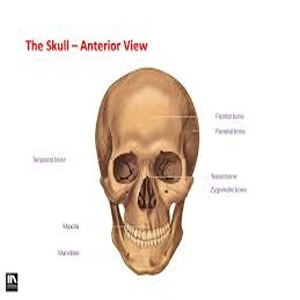 The Skull – Anterior View
Frontal bone
Parietal bone
Temporal bone
Nasal bone
Zygomatic bone
Maxilla
Mandible